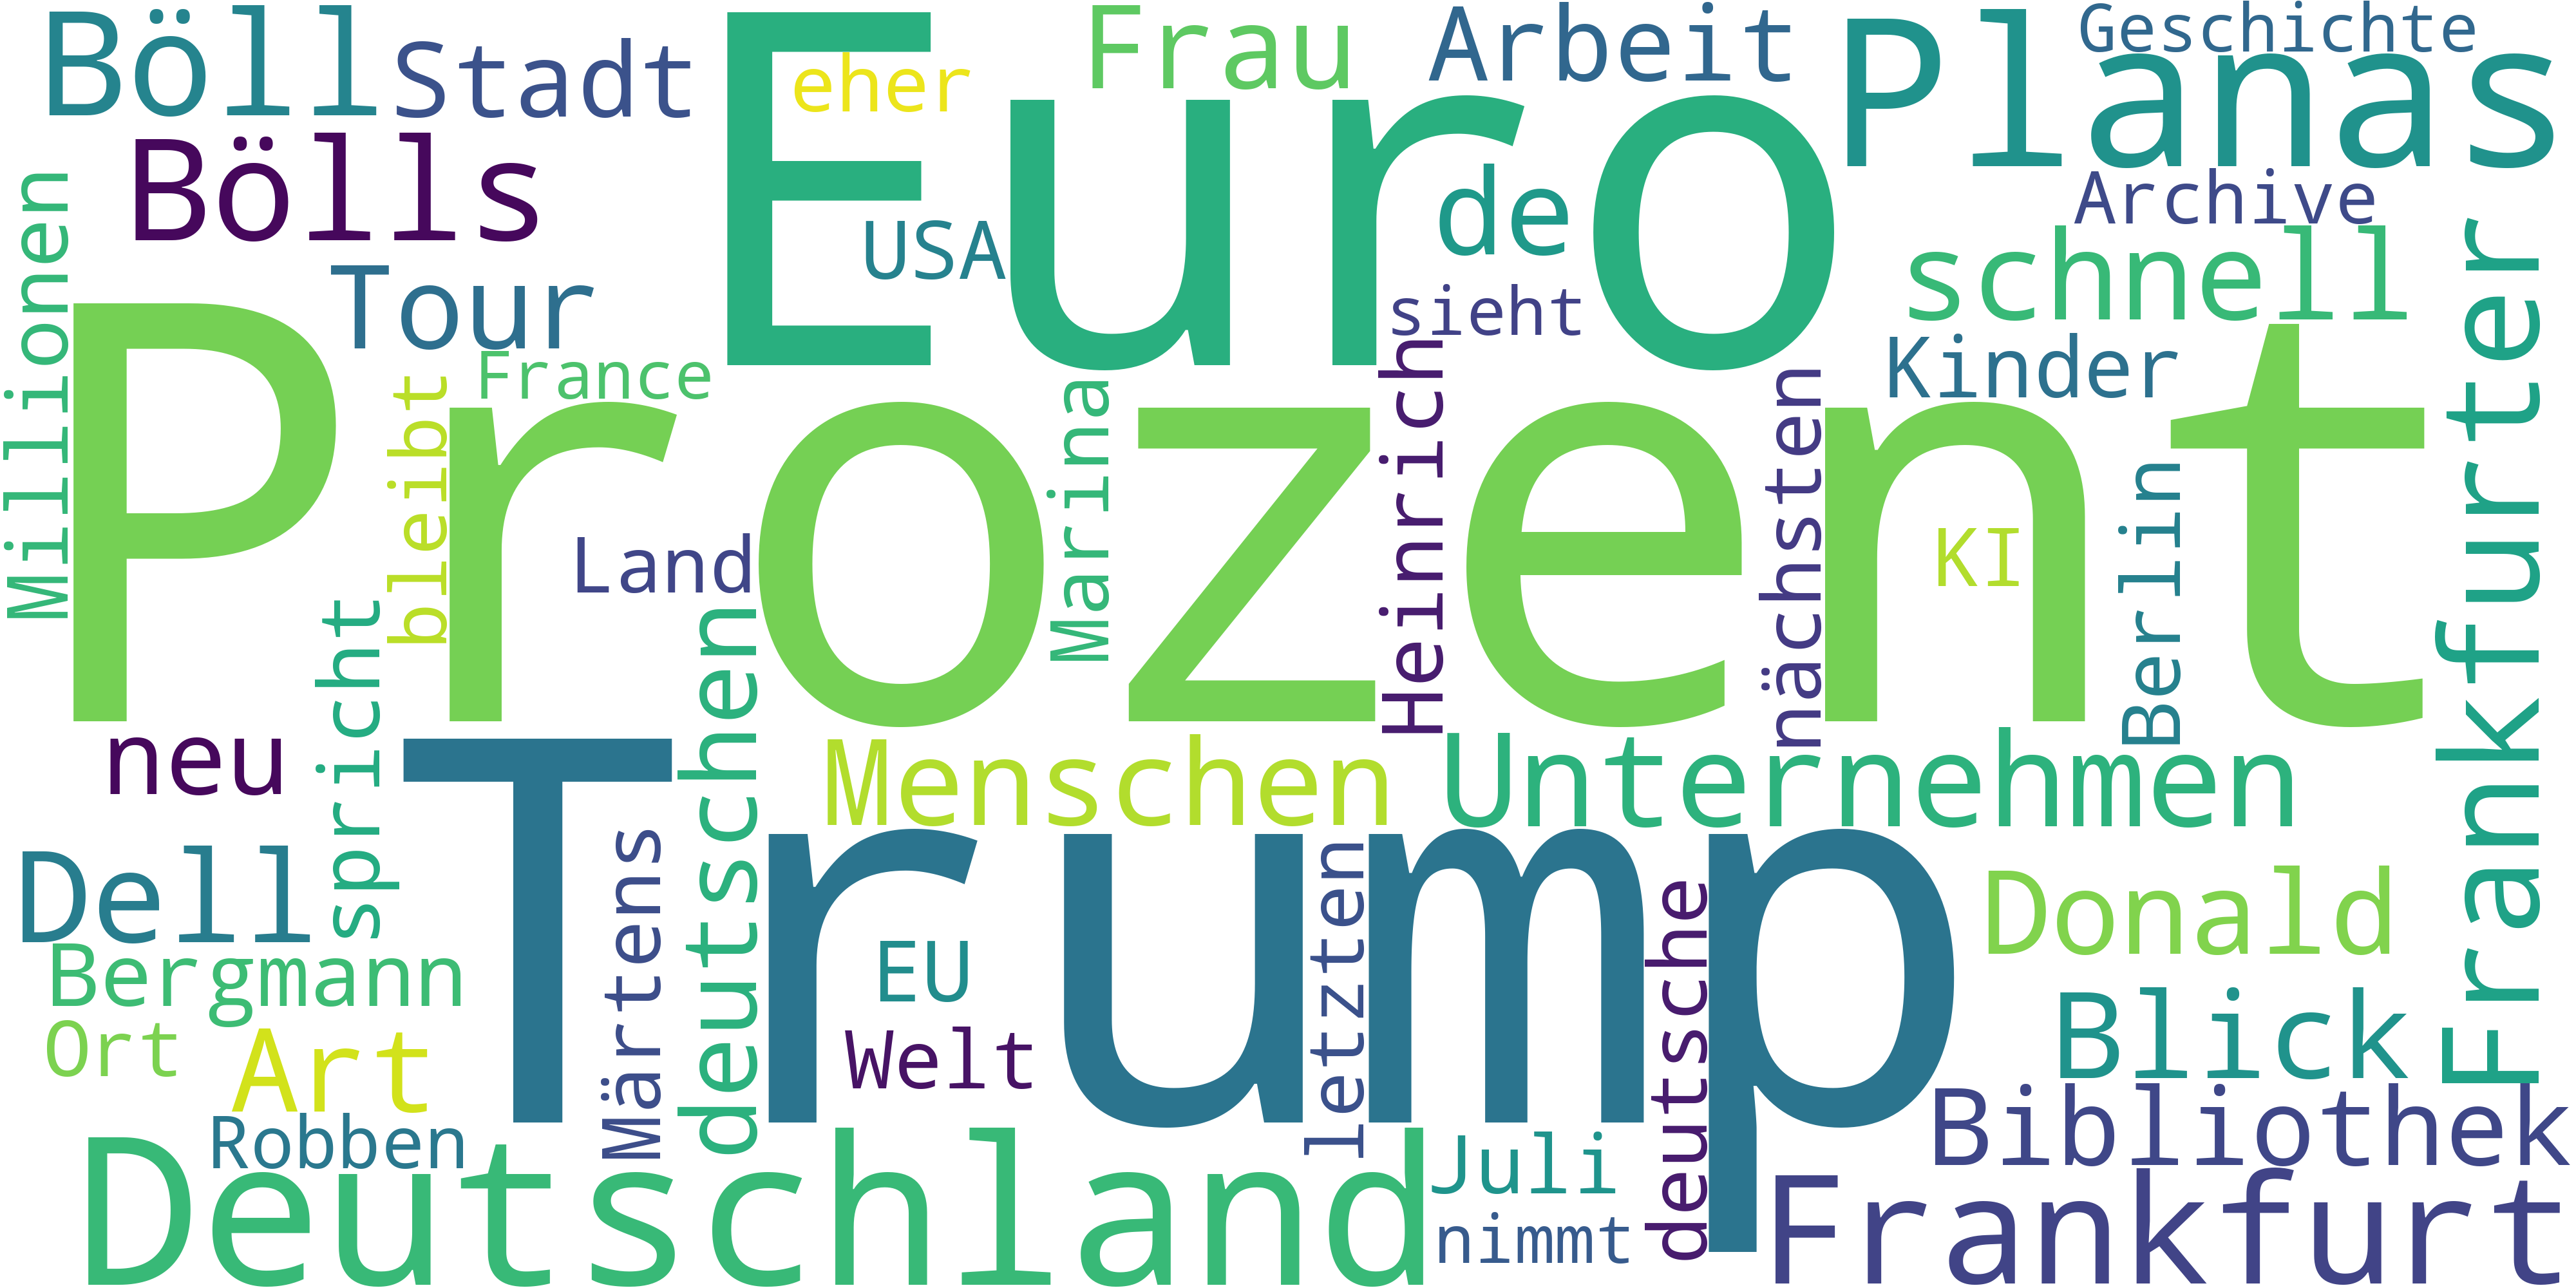 Böll
Stadt
Euro
eher
Frau
Arbeit
Planas
Geschichte
Bölls
USA
de
Archive
Millionen
Tour
sieht
schnell
Frankfurter
France
Kinder
Prozent
bleibt
Marina
Heinrich
nächsten
Land
KI
Berlin
spricht
deutschen
neu
Trump
Menschen
Unternehmen
Dell
Märtens
letzten
deutsche
Donald
Bergmann
EU
Blick
Ort
Art
Welt
Robben
Bibliothek
Deutschland
Juli
nimmt
Frankfurt